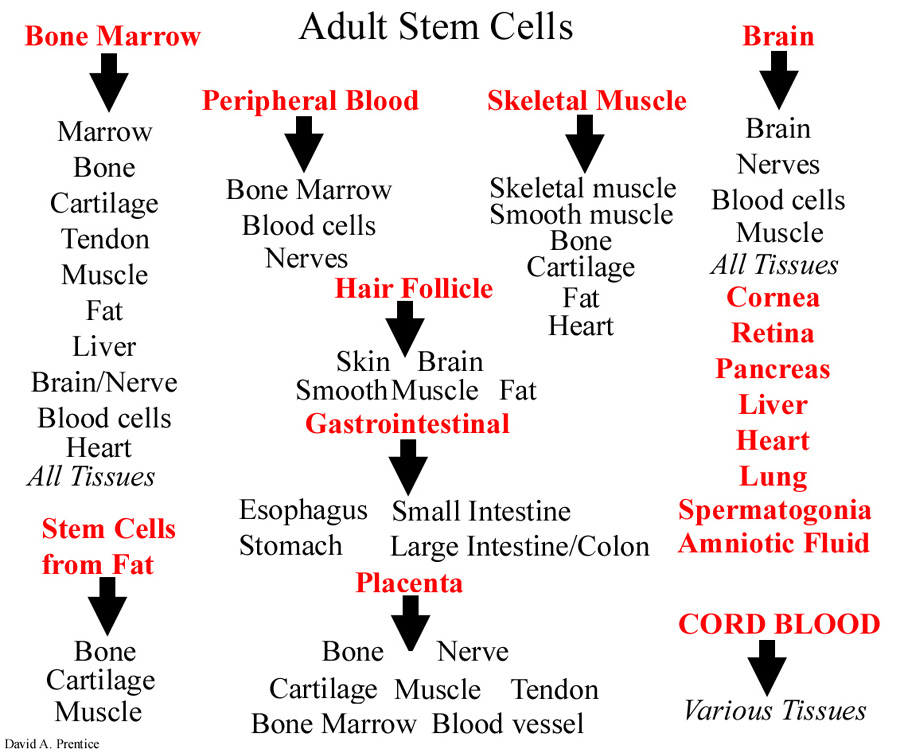 Adult Stem Cells
Bone Marrow
Marrow
Bone
Cartilage
Tendon
Muscle
Fat
Liver
Brain/Nerve
Blood cells
Heart
All Tissues
Stem Cells
from Fat
Bone
Cartilage
Muscle
Peripheral Blood
Bone Marrow
Blood cells
Nerves
Skeletal Muscle
Skeletal muscle
Smooth muscle
Bone
Cartilage
Fat
Heart
Hair Follicle
Skin Brain
Smooth Muscle Fat
Gastrointestinal
Esophagus Small Intestine
Stomach Large Intestine/Colon
Placenta
Bone Nerve
Cartilage Muscle Tendon
Bone Marrow Blood vessel
Brain
Brain
Nerves
Blood cells
Muscle
All Tissues
Cornea
Retina
Pancreas
Liver
Heart
Lung
Spermatogonia
Amniotic Fluid
CORD BLOOD
Various Tissues
David A. Prentice